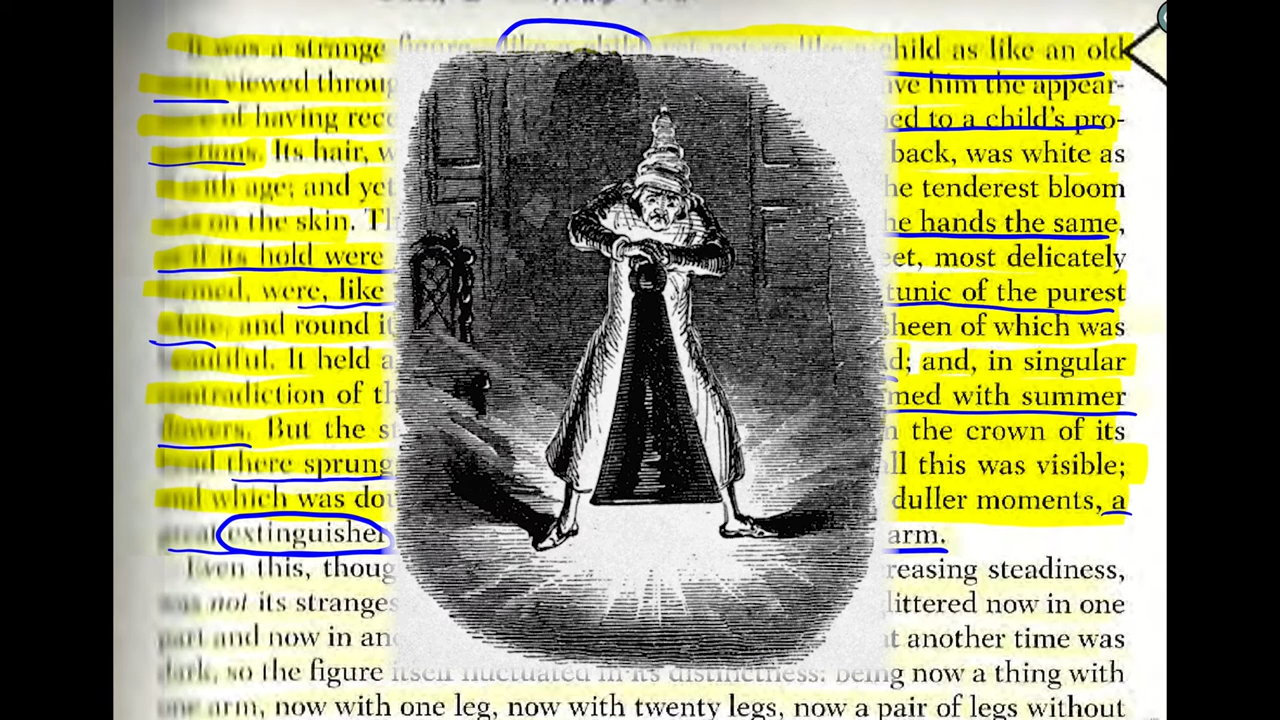 It was a strange figure—like a child: yet not so like a child as like an old
man, viewed throug ve him the appear-
ance of having rece ed to a child's pro-
portions. Its hair, w back, was white as
if with age; and yet he tenderest bloom
was on the skin. Th he hands the same,
as if its hold were eet, most delicately
formed, were, like tunic of the purest
white, and round it heen of which was
beautiful. It held a d; and, in singular
contradiction of th med with summer
flowers. But the st n the crown of its
head there sprung ll this was visible;
and which was dou duller moments, a
great extinguisher arm.
Even this, thoug reasing steadiness,
was not its stranges littered now in one
part and now in an t another time was
dark, so the figure itself fluctuated in its distinctness: being now a thing with
one arm, now with one leg, now with twenty legs, now a pair of legs without